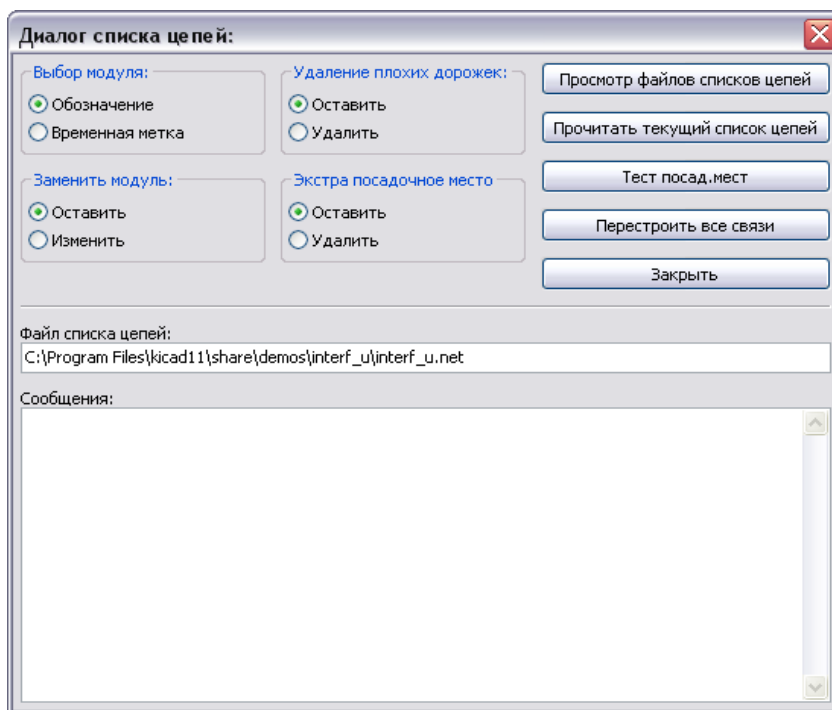 Диалог списка цепей:
Выбор модуля:
Обозначение
Временная метка
Удаление плохих дорожек:
Оставить
Удалить
Заменить модуль:
Оставить
Изменить
Экстра посадочное место
Оставить
Удалить
Просмотр файлов списков цепей
Прочитать текущий список цепей
Тест посад.мест
Перестроить все связи
Закрыть
Файл списка цепей:
C:\Program Files\kicad11\share\demos\interf_u\interf_u.net
Сообщения: